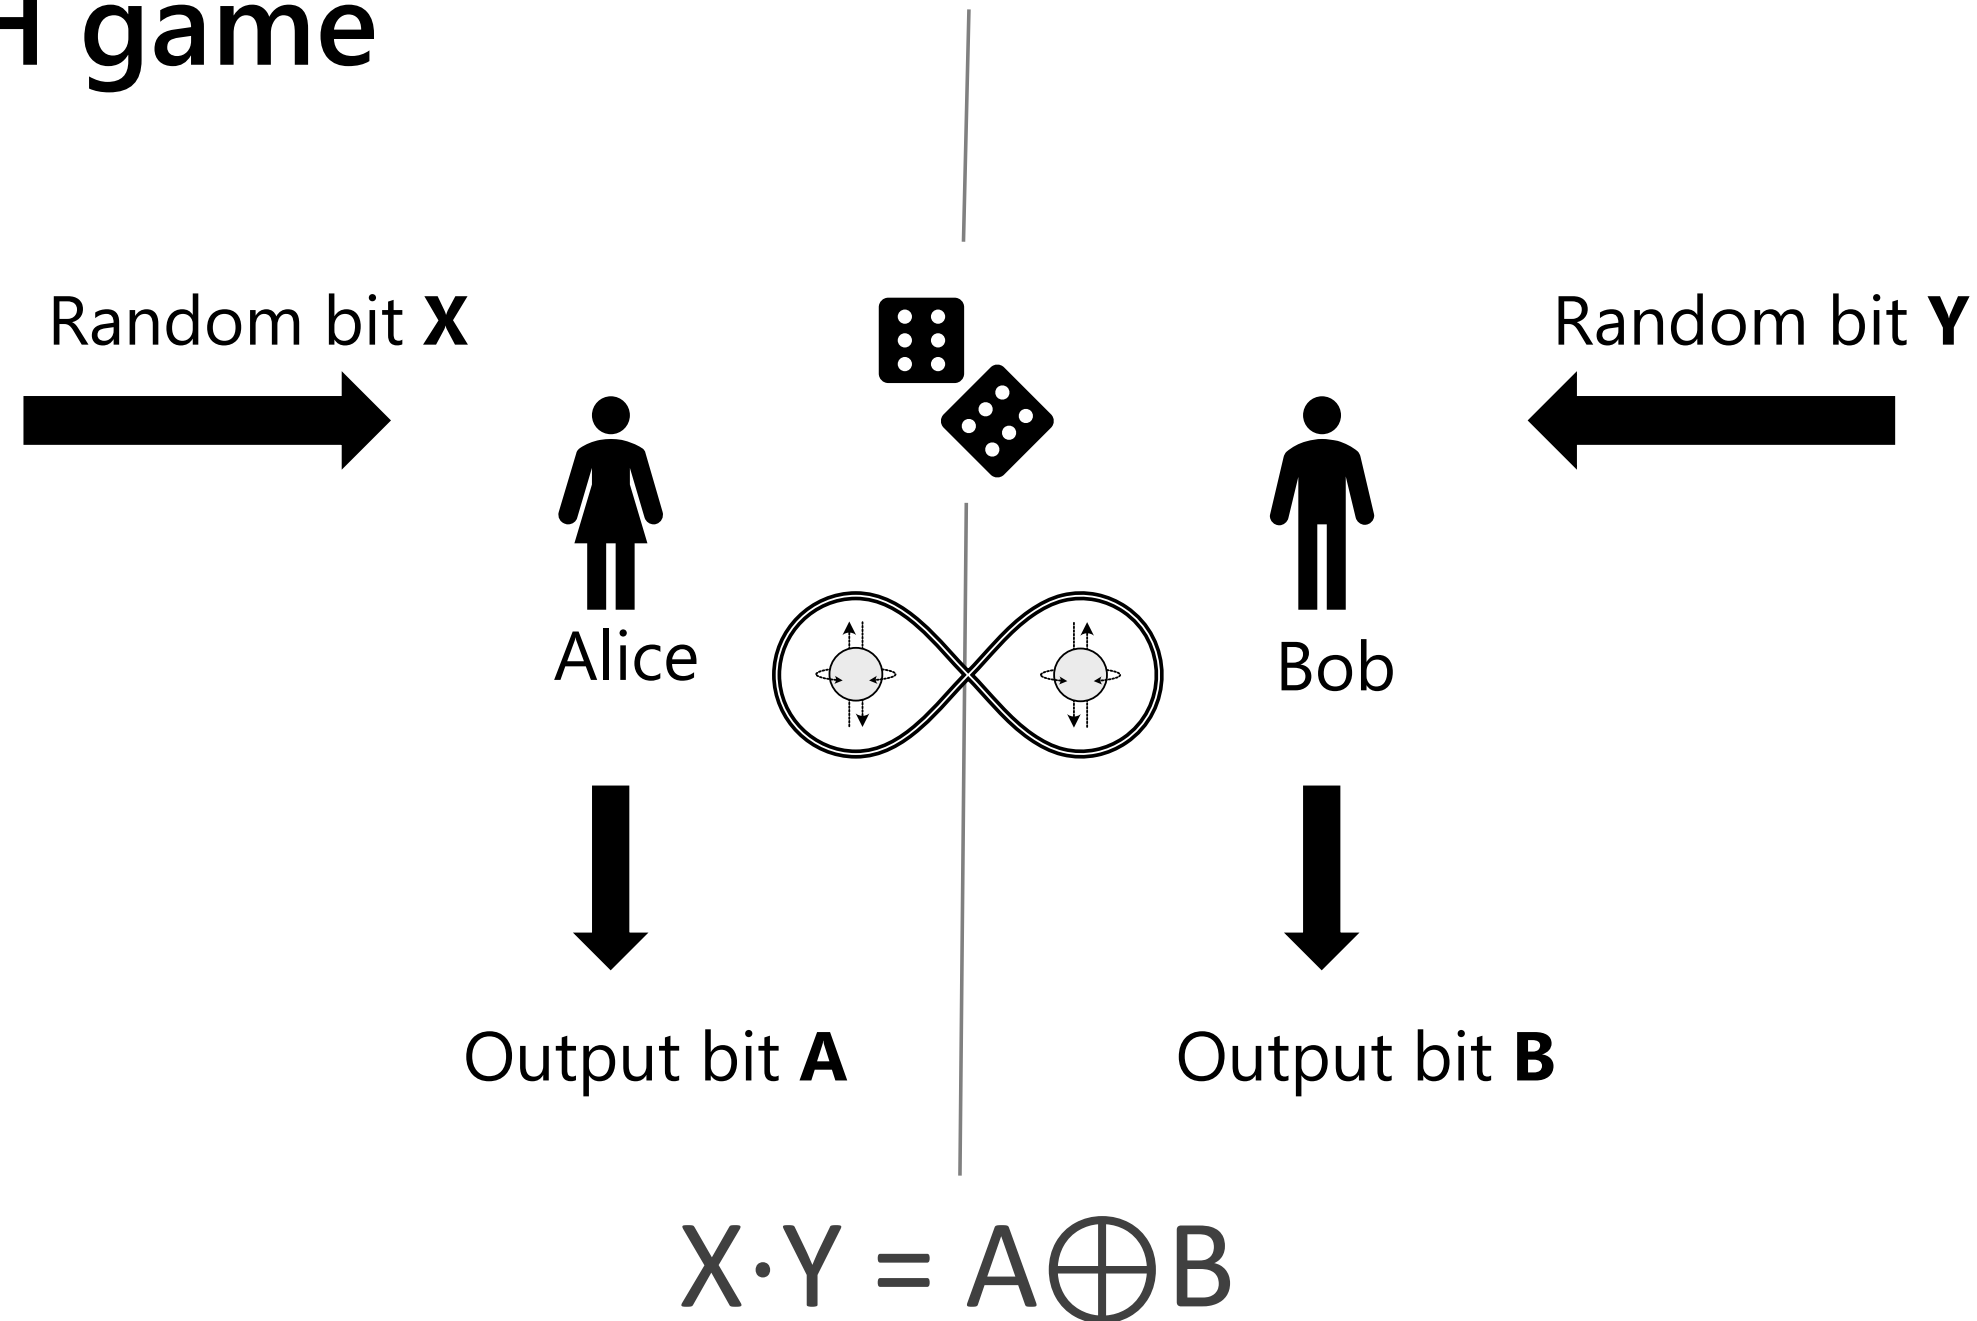 H game
Random bit X
Random bit Y
Alice
Bob
Output bit A
Output bit B
X·Y = A⊕B